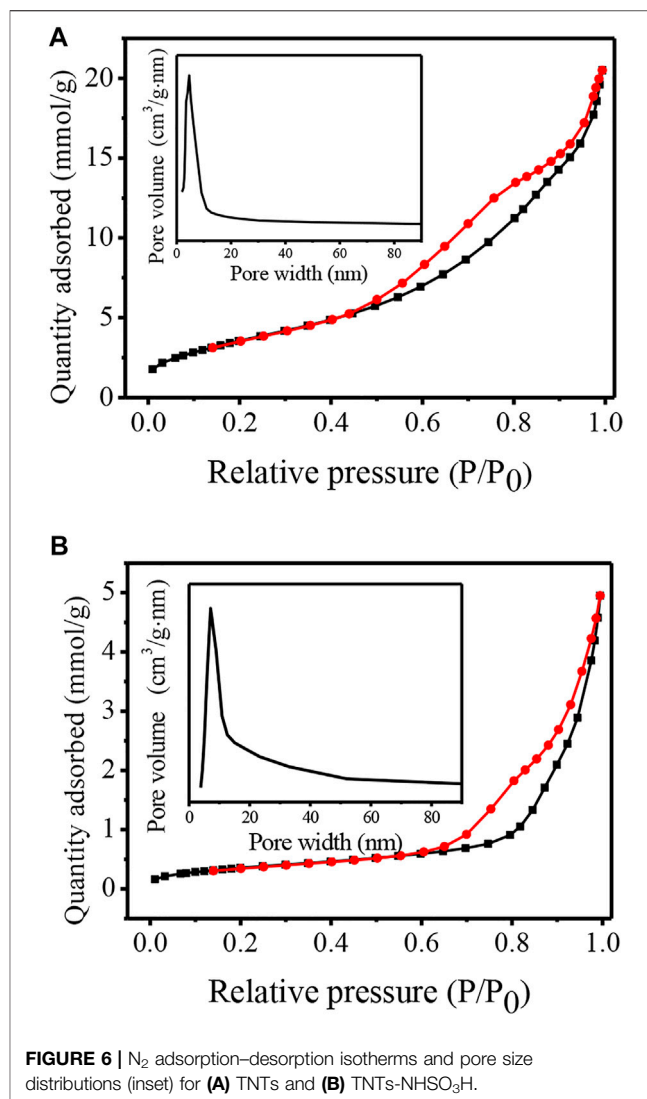 A
Quantity adsorbed (mmol/g)
20
15
10
5
0
Pore volume (cm³/g·nm)
0 20 40 60 80
Pore width (nm)
0.0 0.2 0.4 0.6 0.8 1.0
Relative pressure (P/P₀)
B
Quantity adsorbed (mmol/g)
5
4
3
2
1
0
Pore volume (cm³/g·nm)
0 20 40 60 80
Pore width (nm)
0.0 0.2 0.4 0.6 0.8 1.0
Relative pressure (P/P₀)
FIGURE 6 | N₂ adsorption–desorption isotherms and pore size
distributions (inset) for (A) TNTs and (B) TNTs-NHSO₃H.